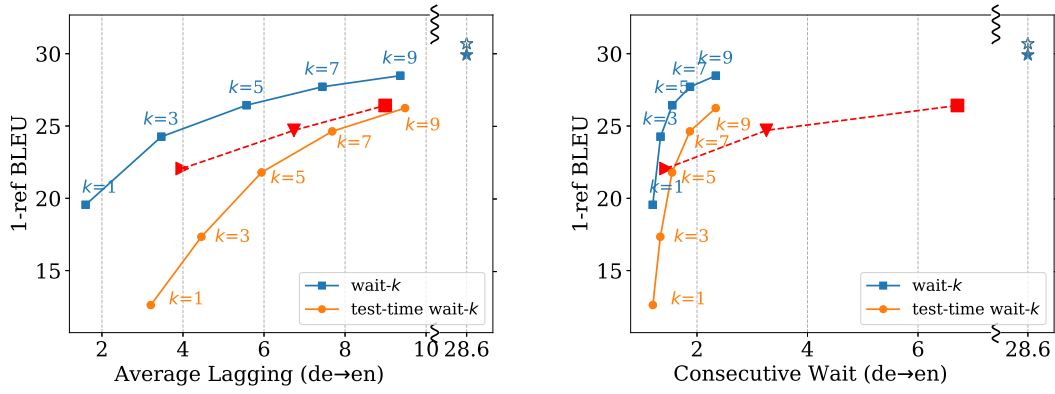 30
25
20
15
1-ref BLEU
k=1
k=3
k=5
k=7
k=9
k=1
k=3
k=5
k=7
k=9
wait-k
test-time wait-k
2
4
6
8
10
28.6
Average Lagging (de→en)
30
25
20
15
1-ref BLEU
k=1
k=3
k=5
k=7
k=9
k=1
k=3
k=5
k=7
k=9
wait-k
test-time wait-k
2
4
6
28.6
Consecutive Wait (de→en)